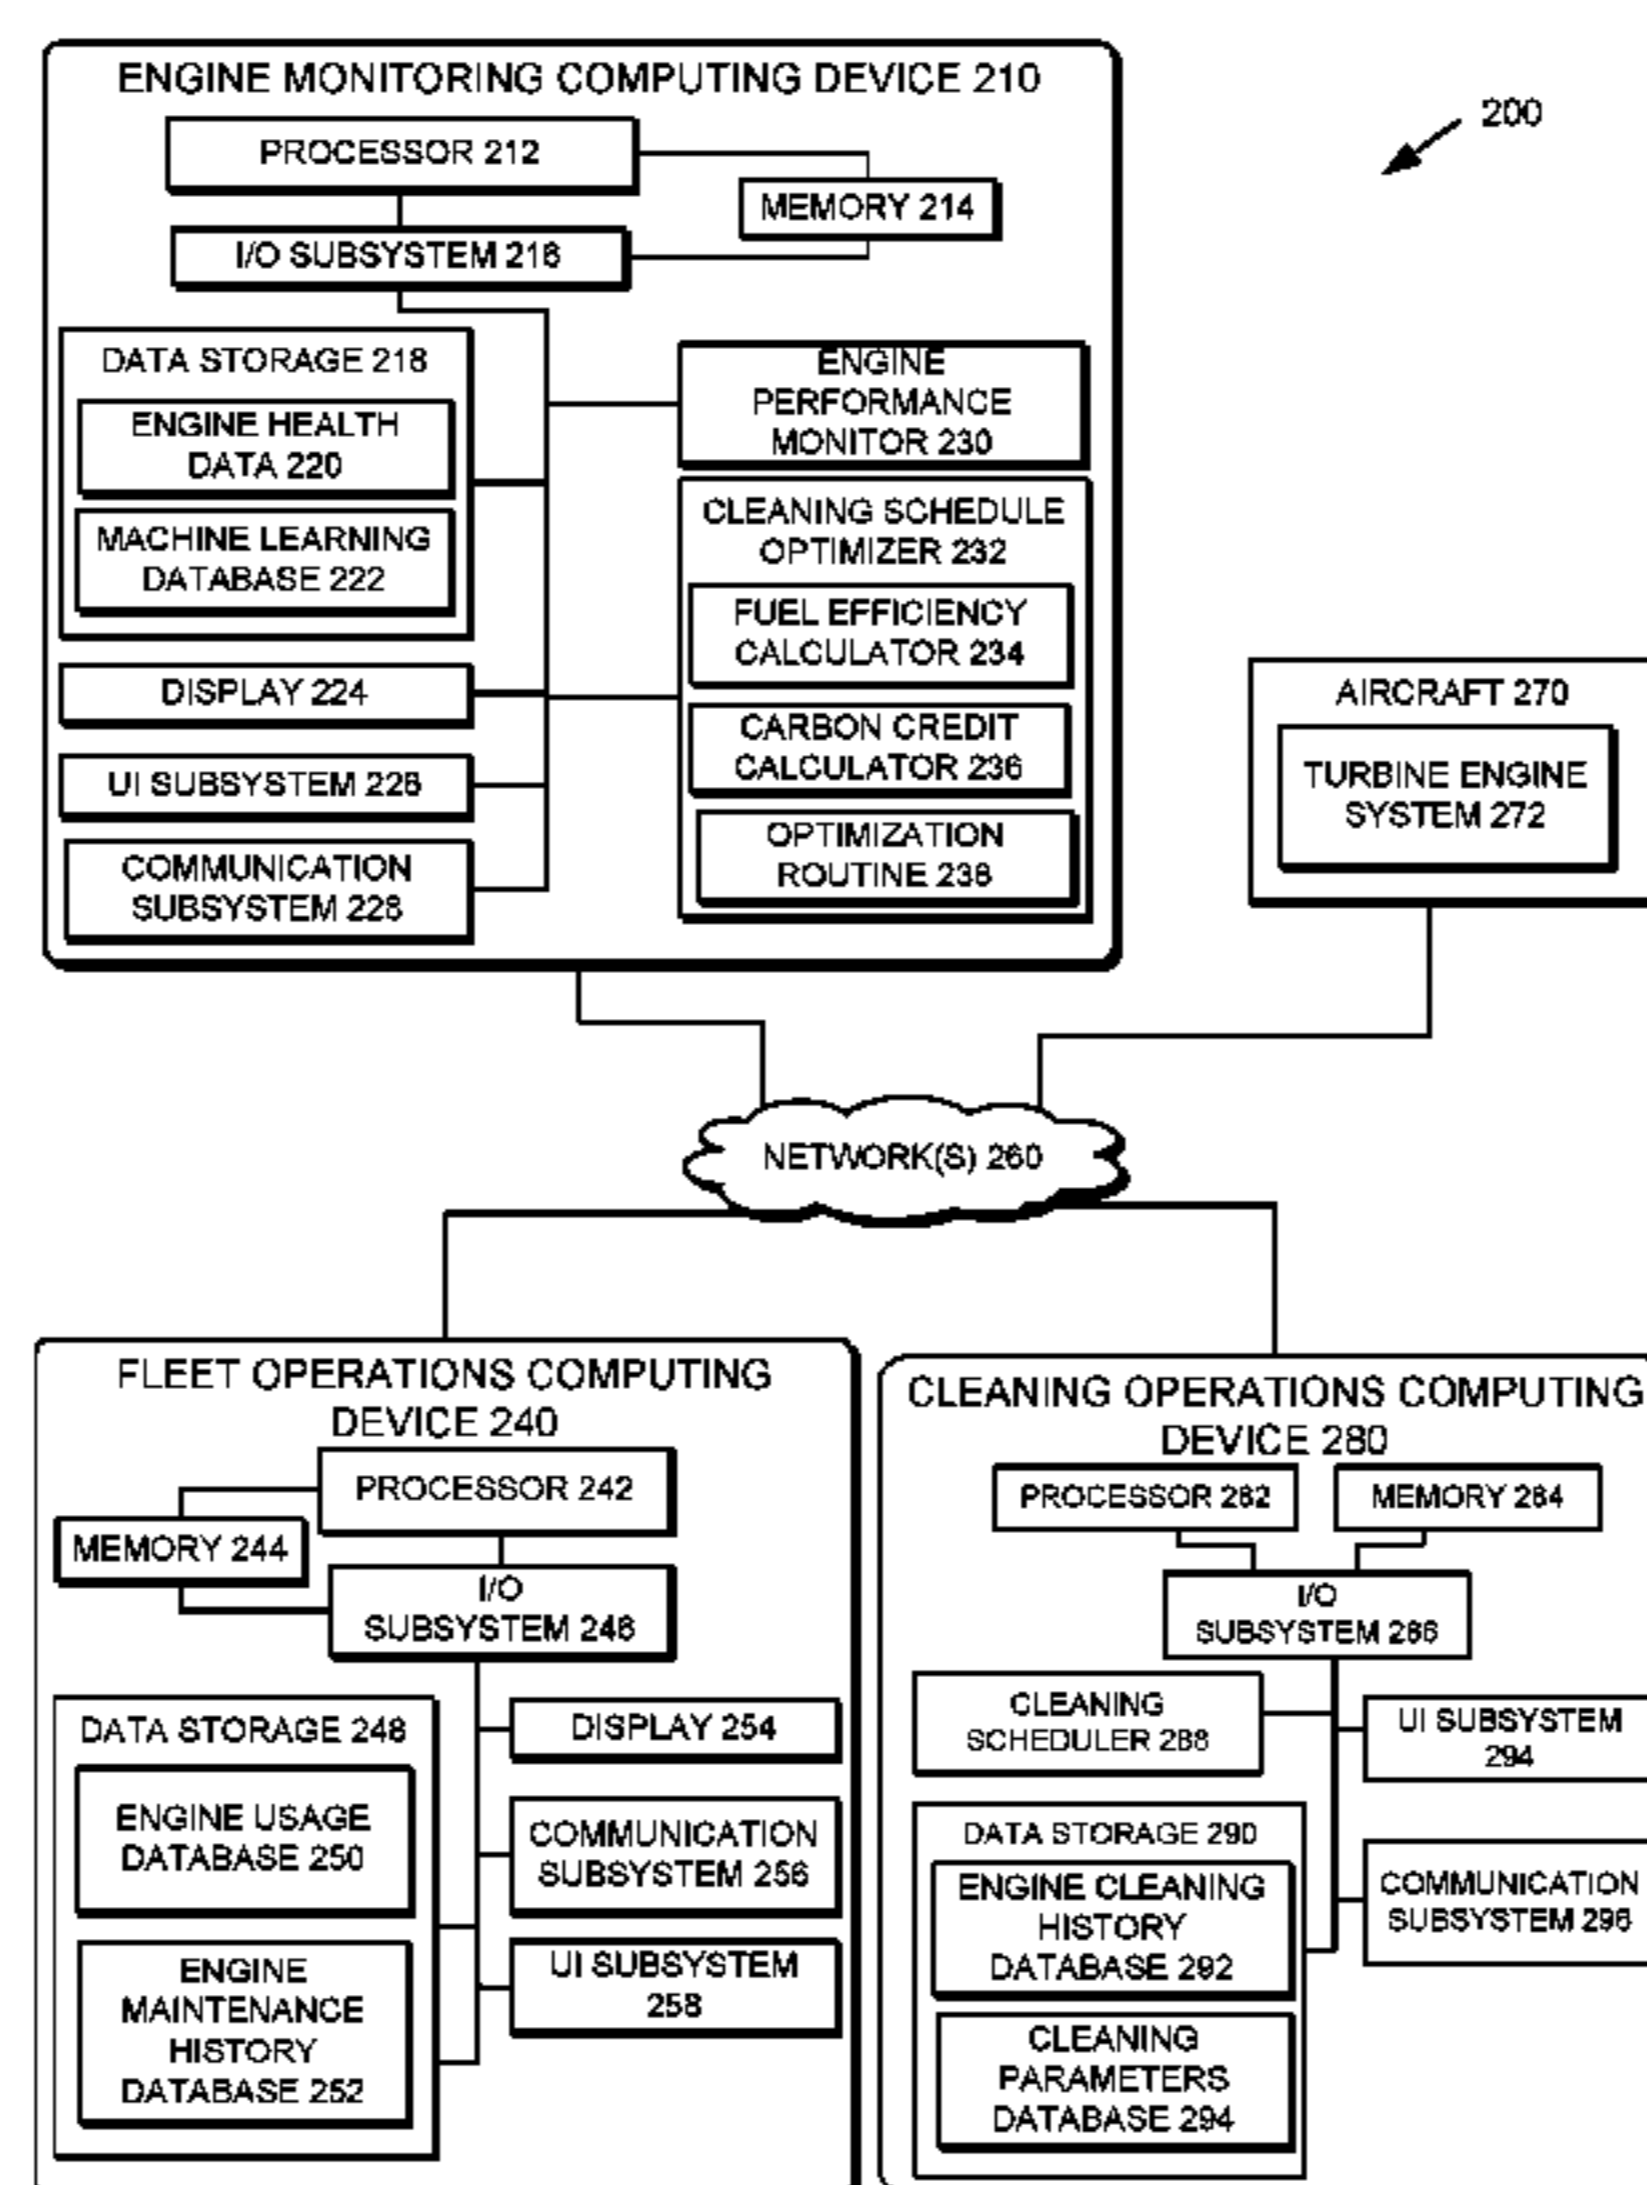 ENGINE MONITORING COMPUTING DEVICE 210
PROCESSOR 212
MEMORY 214
I/O SUBSYSTEM 216
200
DATA STORAGE 218
ENGINE HEALTH
DATA 220
MACHINE LEARNING
DATABASE 222
DISPLAY 224
UI SUBSYSTEM 226
COMMUNICATION
SUBSYSTEM 228
ENGINE
PERFORMANCE
MONITOR 230
CLEANING SCHEDULE
OPTIMIZER 232
FUEL EFFICIENCY
CALCULATOR 234
CARBON CREDIT
CALCULATOR 236
OPTIMIZATION
ROUTINE 238
AIRCRAFT 270
TURBINE ENGINE
SYSTEM 272
NETWORK(S) 260
FLEET OPERATIONS COMPUTING
DEVICE 240
PROCESSOR 242
MEMORY 244
I/O
SUBSYSTEM 246
DATA STORAGE 248
ENGINE USAGE
DATABASE 250
ENGINE
MAINTENANCE
HISTORY
DATABASE 252
DISPLAY 254
COMMUNICATION
SUBSYSTEM 256
UI SUBSYSTEM
258
CLEANING OPERATIONS COMPUTING
DEVICE 280
PROCESSOR 282
MEMORY 284
I/O
SUBSYSTEM 286
CLEANING
SCHEDULER 288
DATA STORAGE 290
ENGINE CLEANING
HISTORY
DATABASE 292
CLEANING
PARAMETERS
DATABASE 294
UI SUBSYSTEM
294
COMMUNICATION
SUBSYSTEM 296